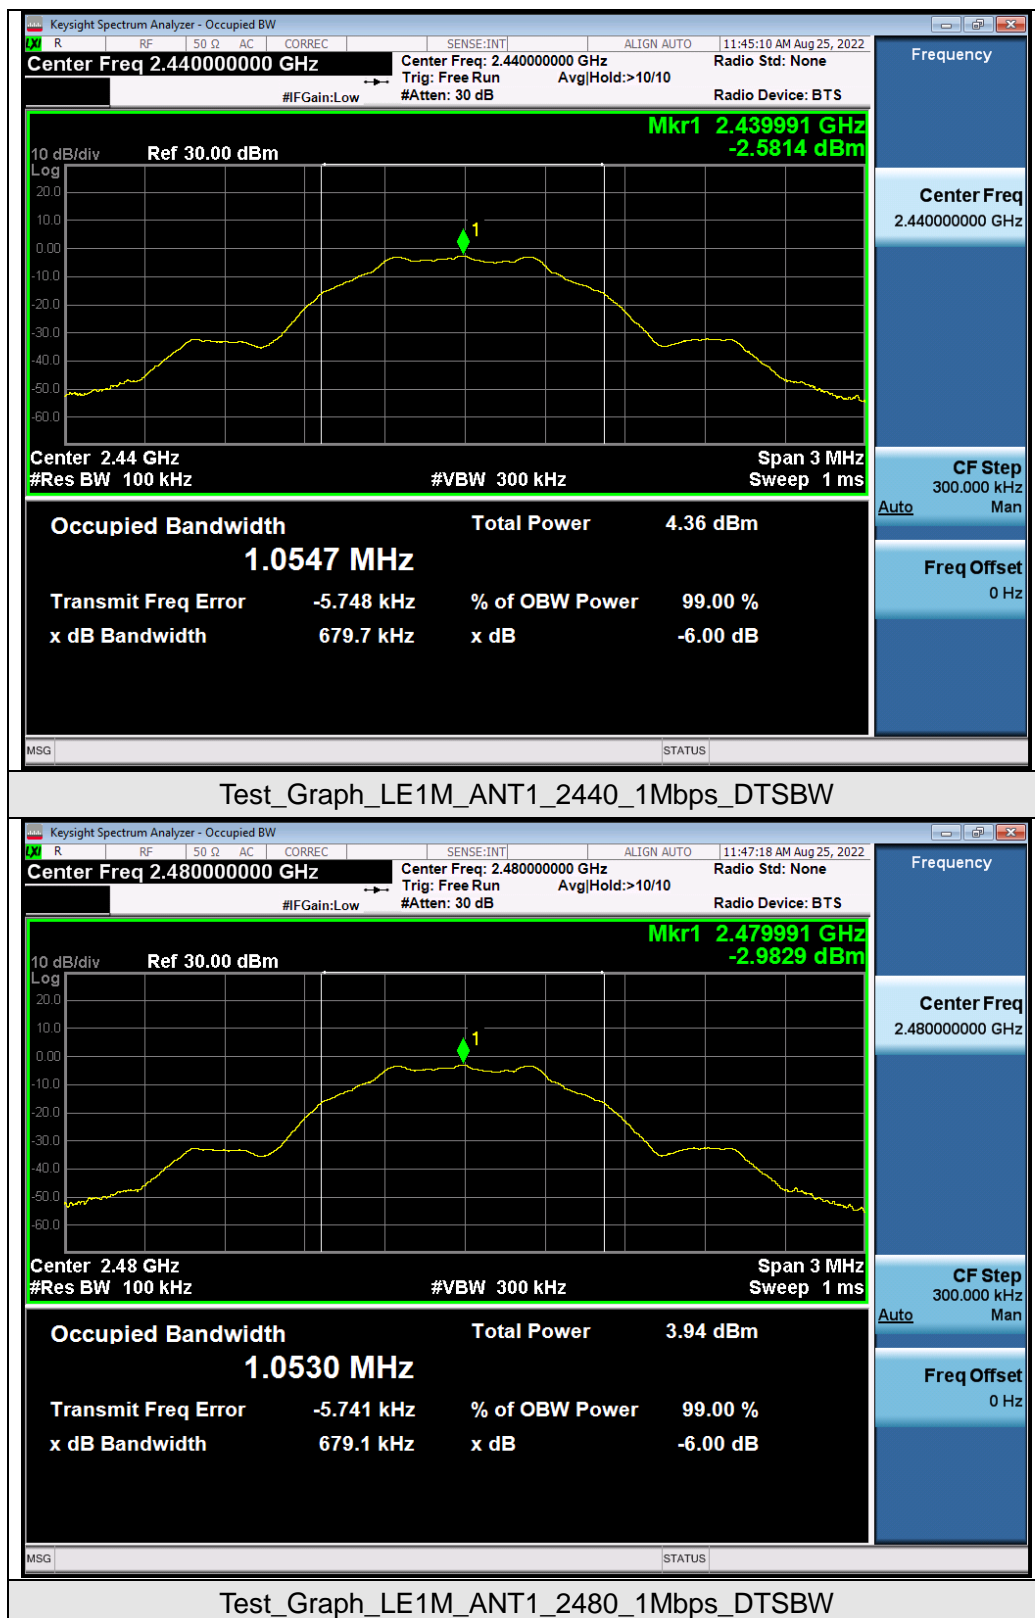 Keysight Spectrum Analyzer - Occupied BW
LXI R RF 50 Ω AC CORREC SENSE:INT ALIGN AUTO 11:45:10 AM Aug 25, 2022
Center Freq 2.440000000 GHz
Center Freq: 2.440000000 GHz
Radio Std: None
Trig: Free Run Avg|Hold:>10/10
#IFGain:Low #Atten: 30 dB
Radio Device: BTS
Frequency
Mkr1 2.439991 GHz
-2.5814 dBm
10 dB/div Ref 30.00 dBm
Log
20.0
10.0
0.00
-10.0
-20.0
-30.0
-40.0
-50.0
-60.0
1
Center Freq
2.440000000 GHz
Center 2.44 GHz Span 3 MHz
#Res BW 100 kHz #VBW 300 kHz Sweep 1 ms
CF Step
300.000 kHz
Auto Man
Occupied Bandwidth Total Power 4.36 dBm
1.0547 MHz
Transmit Freq Error -5.748 kHz % of OBW Power 99.00 %
x dB Bandwidth 679.7 kHz x dB -6.00 dB
Freq Offset
0 Hz
MSG STATUS
Test_Graph_LE1M_ANT1_2440_1Mbps_DTSBW
Keysight Spectrum Analyzer - Occupied BW
LXI R RF 50 Ω AC CORREC SENSE:INT ALIGN AUTO 11:47:18 AM Aug 25, 2022
Center Freq 2.480000000 GHz
Center Freq: 2.480000000 GHz
Radio Std: None
Trig: Free Run Avg|Hold:>10/10
#IFGain:Low #Atten: 30 dB
Radio Device: BTS
Frequency
Mkr1 2.479991 GHz
-2.9829 dBm
10 dB/div Ref 30.00 dBm
Log
20.0
10.0
0.00
-10.0
-20.0
-30.0
-40.0
-50.0
-60.0
1
Center Freq
2.480000000 GHz
Center 2.48 GHz Span 3 MHz
#Res BW 100 kHz #VBW 300 kHz Sweep 1 ms
CF Step
300.000 kHz
Auto Man
Occupied Bandwidth Total Power 3.94 dBm
1.0530 MHz
Transmit Freq Error -5.741 kHz % of OBW Power 99.00 %
x dB Bandwidth 679.1 kHz x dB -6.00 dB
Freq Offset
0 Hz
MSG STATUS
Test_Graph_LE1M_ANT1_2480_1Mbps_DTSBW